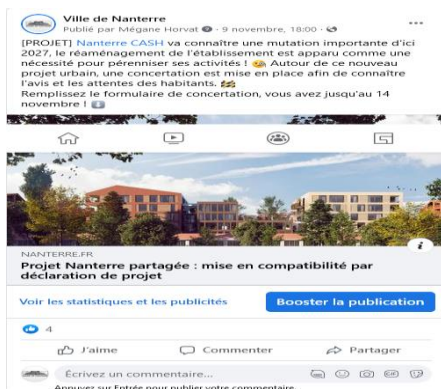 Ville de Nanterre
Publié par Mégane Horvat · 9 novembre, 18:00 ·
[PROJET] Nanterre CASH va connaître une mutation importante d'ici
2027, le réaménagement de l'établissement est apparu comme une
nécessité pour pérenniser ses activités ! Autour de ce nouveau
projet urbain, une concertation est mise en place afin de connaître
l'avis et les attentes des habitants.
Remplissez le formulaire de concertation, vous avez jusqu'au 14
novembre !
NANTERRE.FR
Projet Nanterre partagée : mise en compatibilité par
déclaration de projet
Voir les statistiques et les publicités
Booster la publication
4
J'aime
Commenter
Partager
Écrivez un commentaire...
GIF
Appuyez sur Entrée pour publier votre commentaire.